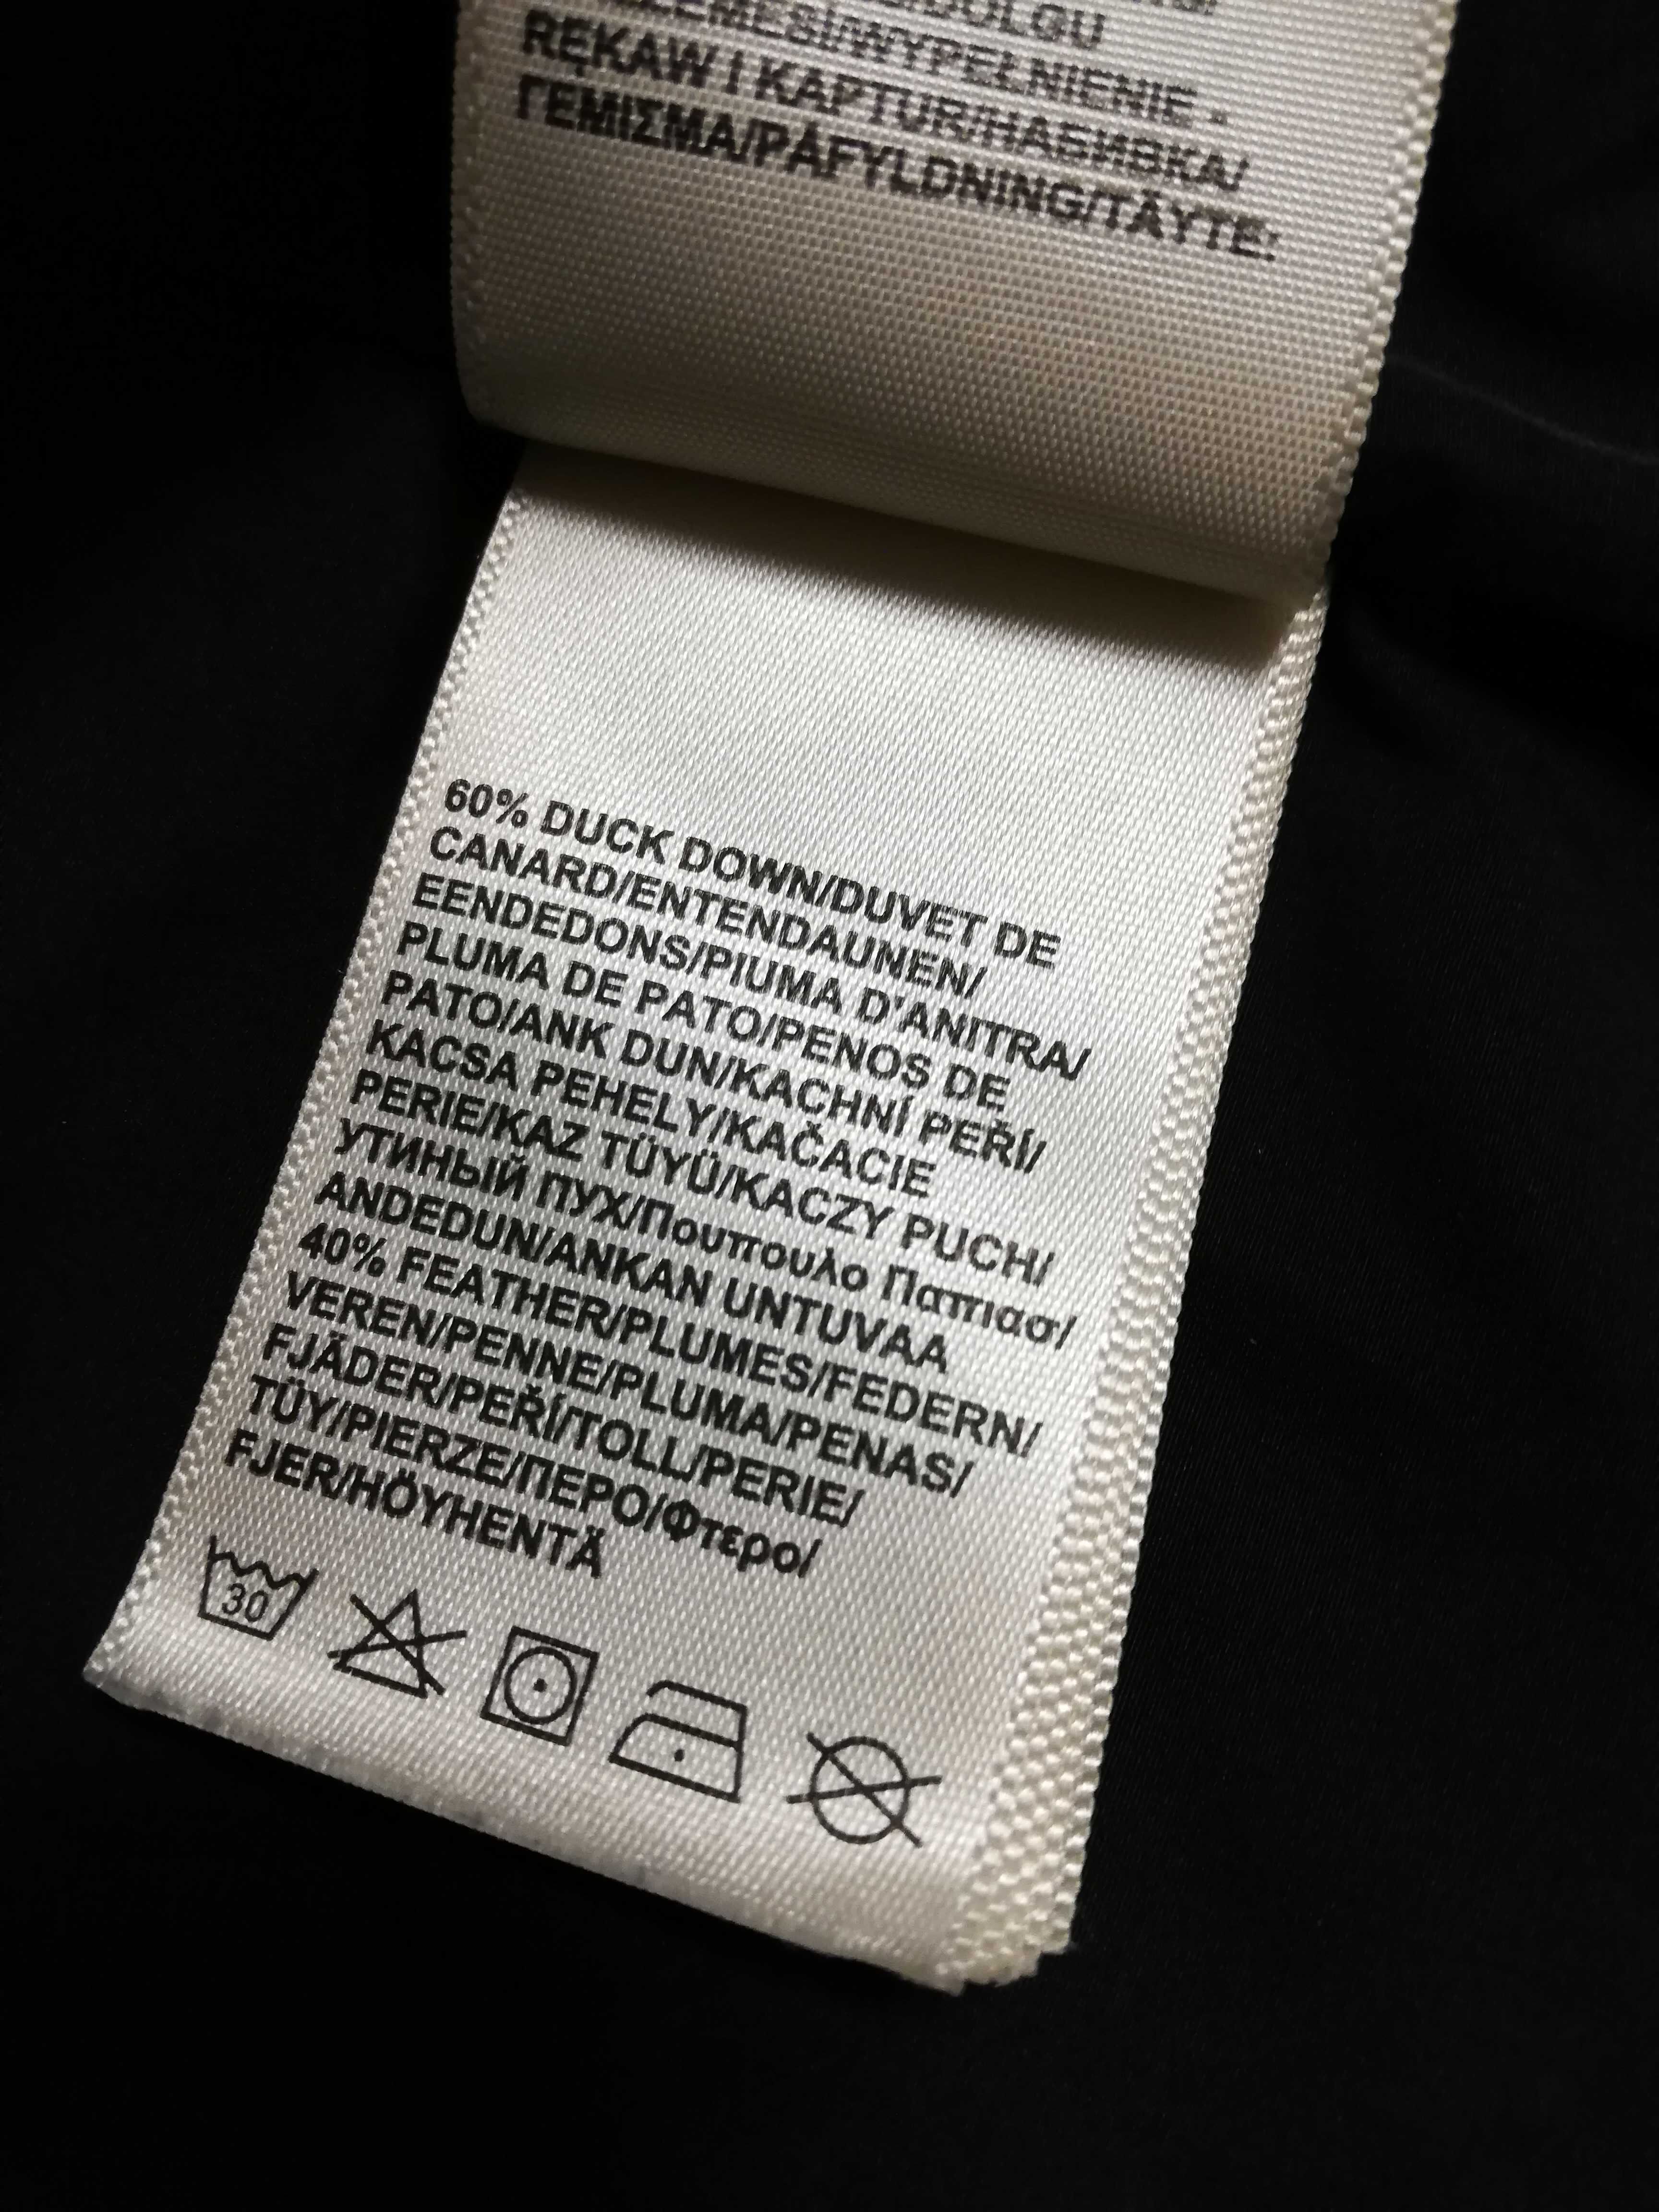 RĘKAW I KAPTUR/НАБИВКА/
ΓΕΜΙΣΜΑ/PÅFYLDNING/TÄYTE:
60% DUCK DOWN/DUVET DE
CANARD/ENTENDAUNEN/
EENDEDONS/PIUMA D'ANITRA/
PLUMA DE PATO/PENOS DE
PATO/ANK DUN/KACHNÍ PEŘÍ/
KACSA PEHELY/KAČACIE
PERIE/KAZ TÜYÜ/KACZY PUCH/
УТИНЫЙ ПУХ/Πουπουλο Παπιασ/
ANDEDUN/ANKAN UNTUVAA
40% FEATHER/PLUMES/FEDERN/
VEREN/PENNE/PLUMA/PENAS/
FJÄDER/PEŘÍ/TOLL/PERIE/
TÜY/PIERZE/ПЕРО/Φτερο/
FJER/HÖYHENTÄ
30